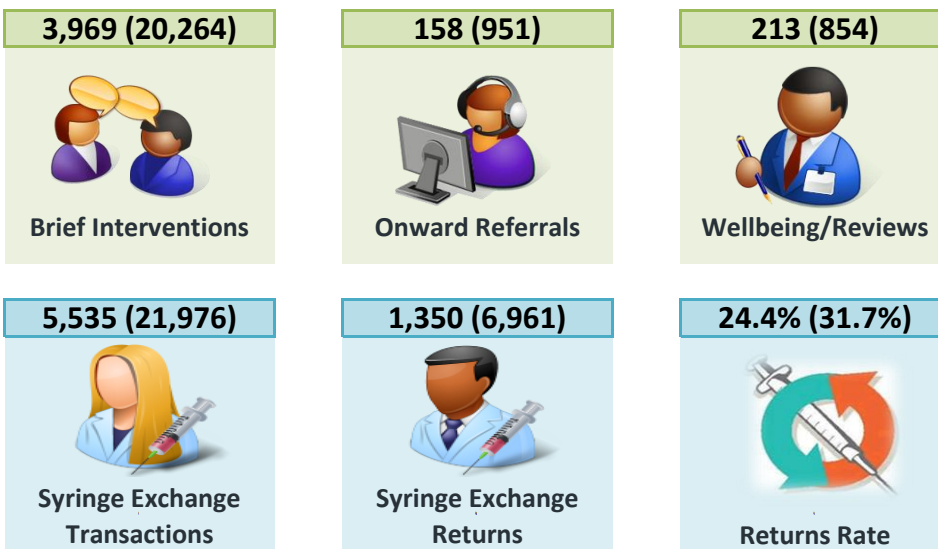 3,969 (20,264)
158 (951)
213 (854)
Brief Interventions
Onward Referrals
Wellbeing/Reviews
5,535 (21,976)
1,350 (6,961)
24.4% (31.7%)
Syringe Exchange
Transactions
Syringe Exchange
Returns
Returns Rate